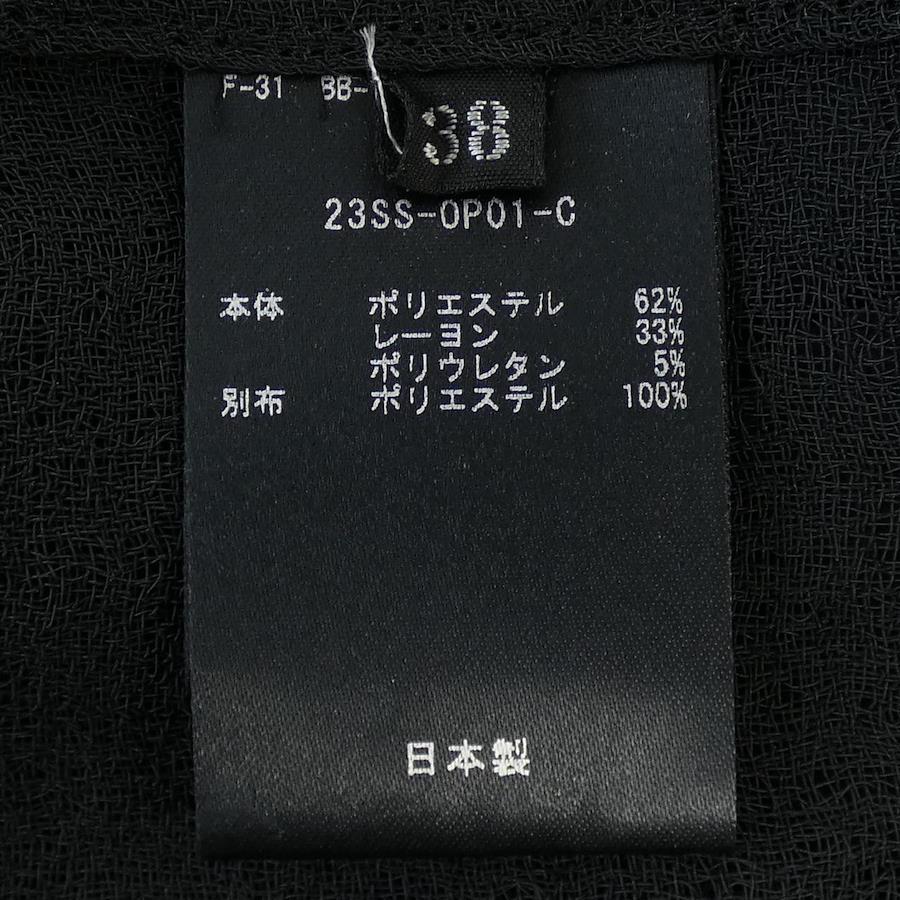 F-31 BB-
38
23SS-OP01-C
本体 ポリエステル 62%
レーヨン 33%
ポリウレタン 5%
別布 ポリエステル 100%
日本製